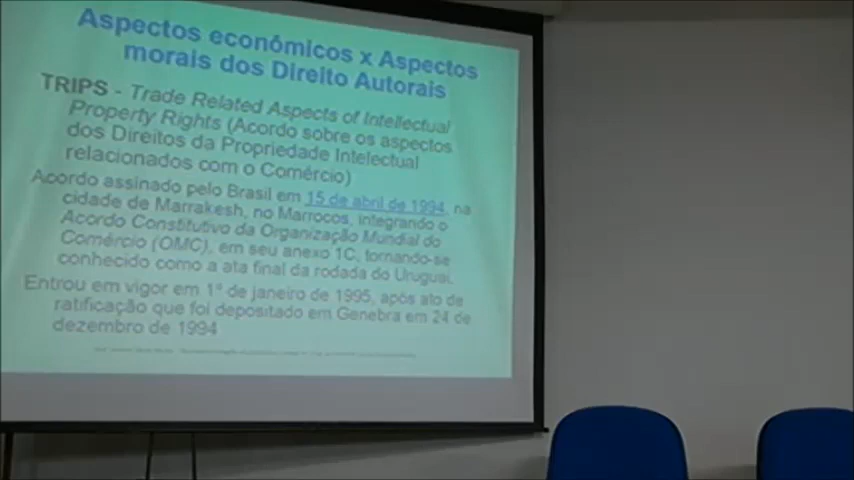 Aspectos econômicos x Aspectos
morais dos Direito Autorais
TRIPS - Trade Related Aspects of Intellectual
Property Rights (Acordo sobre os aspectos
dos Direitos da Propriedade Intelectual
relacionados com o Comércio)
Acordo assinado pelo Brasil em 15 de abril de 1994, na
cidade de Marrakesh, no Marrocos, integrando o
Acordo Constitutivo da Organização Mundial do
Comércio (OMC), em seu anexo 1C, tornando-se
conhecido como a ata final da rodada do Uruguai.
Entrou em vigor em 1º de janeiro de 1995, após ato de
ratificação que foi depositado em Genebra em 24 de
dezembro de 1994